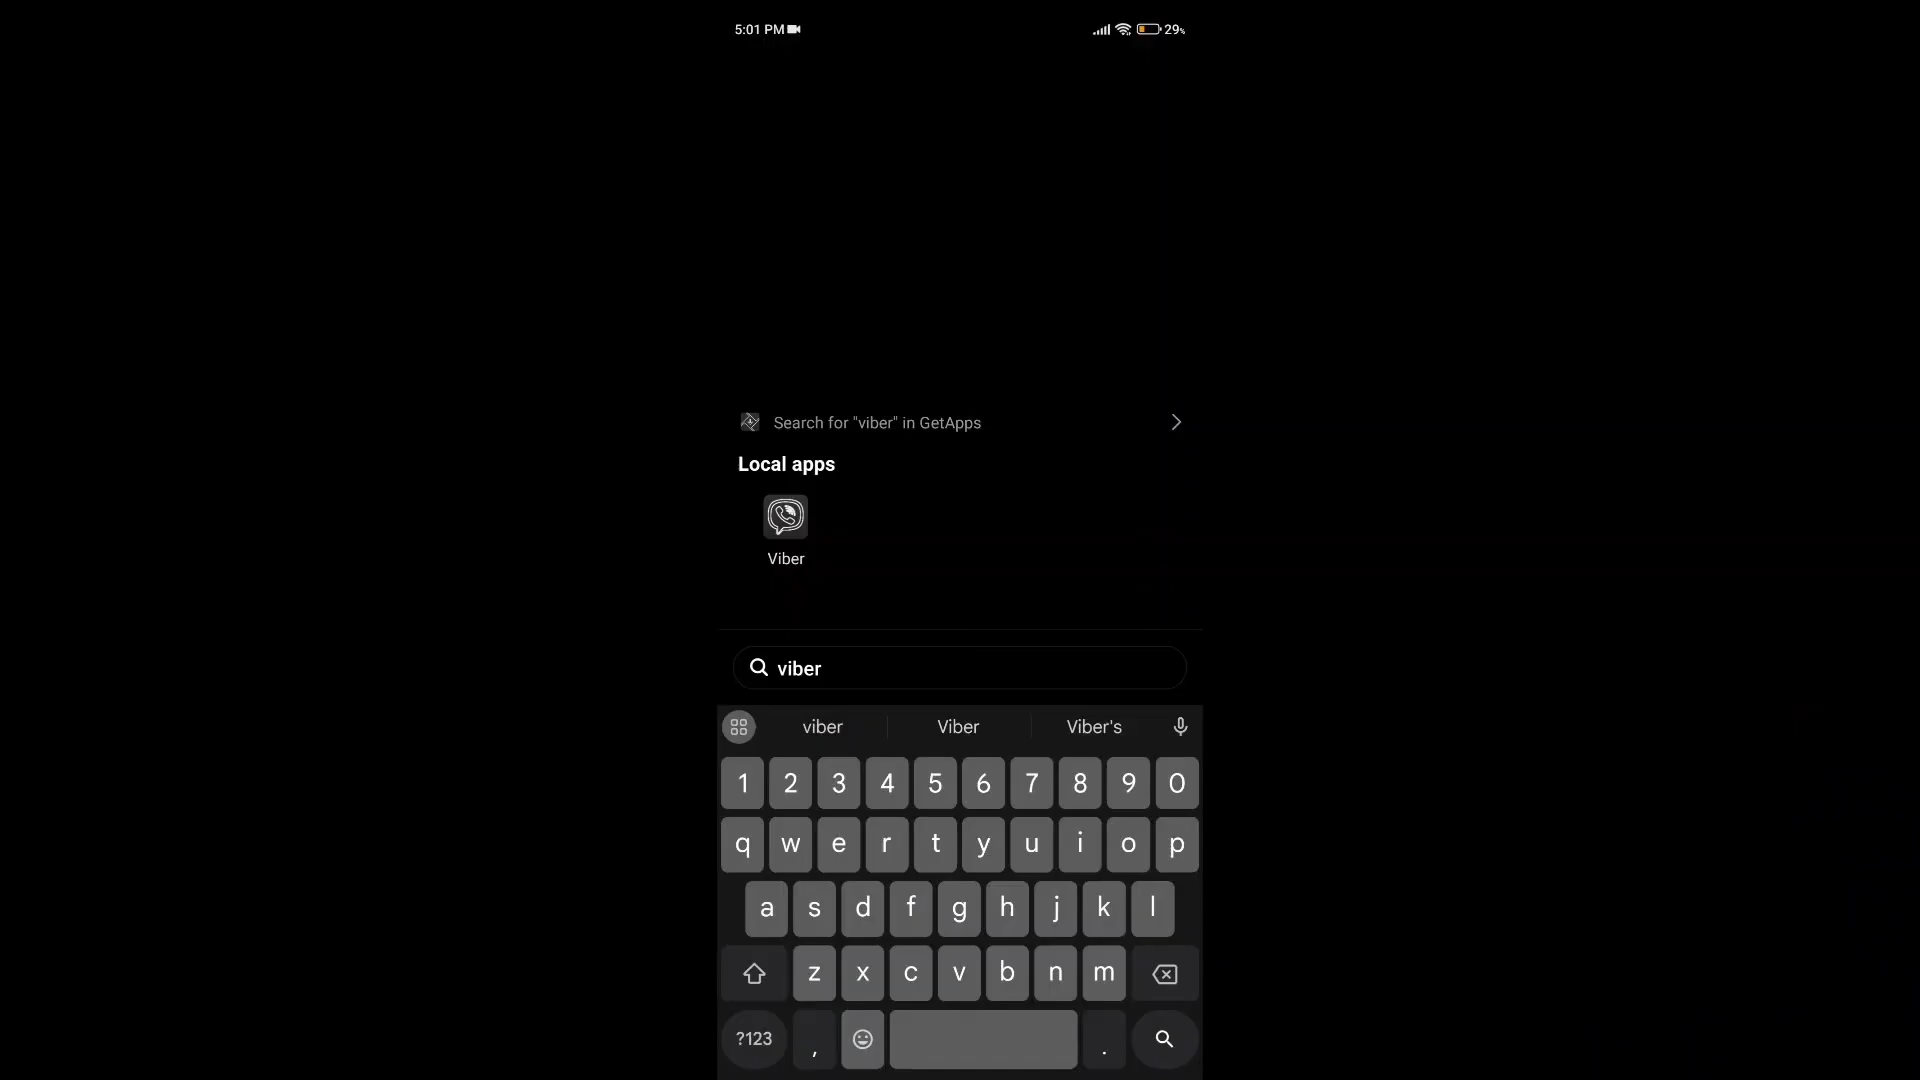 5:01 PM 29%
Search for "viber" in GetApps
Local apps
Viber
viber
viber Viber Viber's
1 2 3 4 5 6 7 8 9 0
q w e r t y u i o p
a s d f g h j k l
z x c v b n m
?123 , .